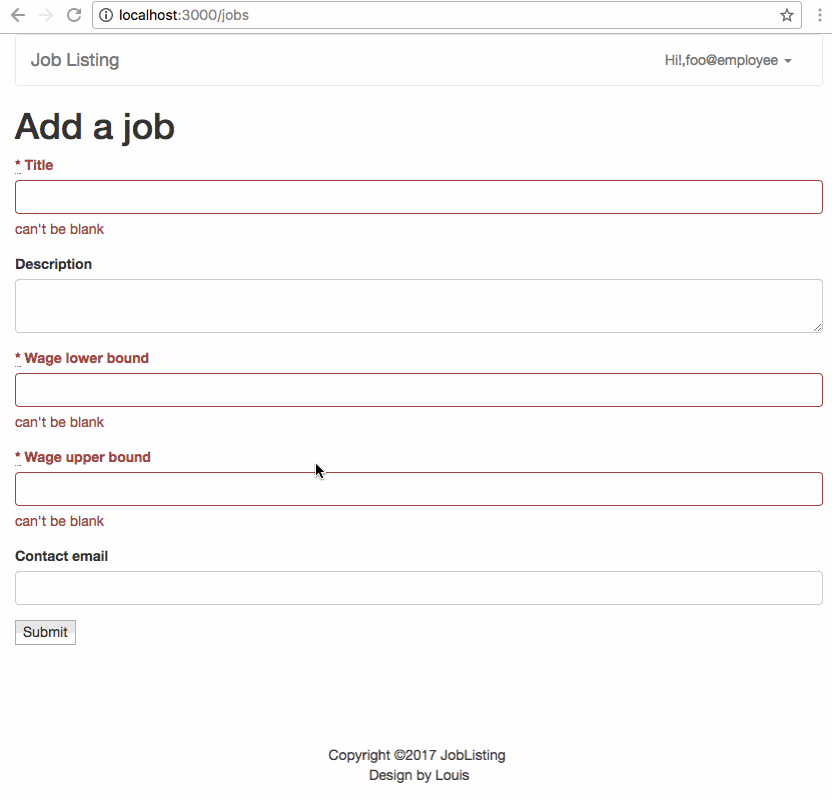 localhost:3000/jobs
Job Listing
Hi!,foo@employee
Add a job
* Title
can't be blank
Description
* Wage lower bound
can't be blank
* Wage upper bound
can't be blank
Contact email
Submit
Copyright ©2017 JobListing
Design by Louis